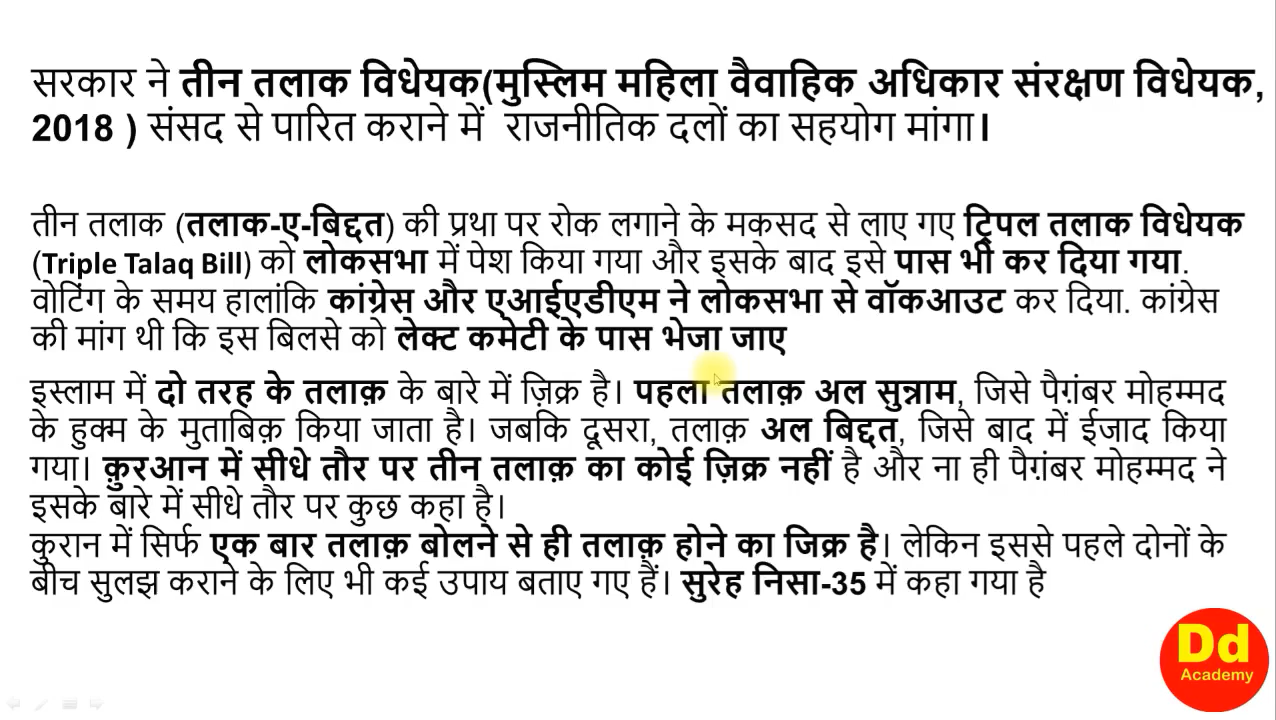 सरकार ने तीन तलाक विधेयक(मुस्लिम महिला वैवाहिक अधिकार संरक्षण विधेयक,
2018 ) संसद से पारित कराने में राजनीतिक दलों का सहयोग मांगा।
तीन तलाक (तलाक-ए-बिद्दत) की प्रथा पर रोक लगाने के मकसद से लाए गए ट्रिपल तलाक विधेयक
(Triple Talaq Bill) को लोकसभा में पेश किया गया और इसके बाद इसे पास भी कर दिया गया.
वोटिंग के समय हालांकि कांग्रेस और एआईएडीएम ने लोकसभा से वॉकआउट कर दिया. कांग्रेस
की मांग थी कि इस बिलसे को लेक्ट कमेटी के पास भेजा जाए
इस्लाम में दो तरह के तलाक़ के बारे में ज़िक्र है। पहला तलाक़ अल सुन्नाम, जिसे पैग़ंबर मोहम्मद
के हुक्म के मुताबिक़ किया जाता है। जबकि दूसरा, तलाक़ अल बिद्दत, जिसे बाद में ईजाद किया
गया। क़ुरआन में सीधे तौर पर तीन तलाक़ का कोई ज़िक्र नहीं है और ना ही पैग़ंबर मोहम्मद ने
इसके बारे में सीधे तौर पर कुछ कहा है।
कुरान में सिर्फ एक बार तलाक़ बोलने से ही तलाक़ होने का जिक्र है। लेकिन इससे पहले दोनों के
बीच सुलझ कराने के लिए भी कई उपाय बताए गए हैं। सुरेह निसा-35 में कहा गया है
Dd
Academy